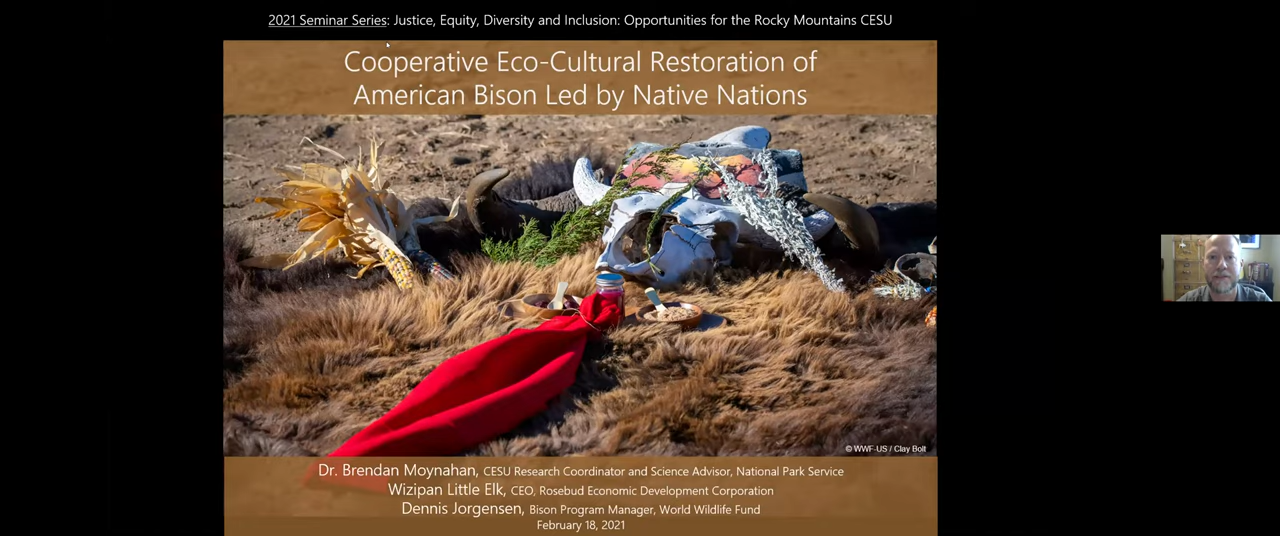 2021 Seminar Series: Justice, Equity, Diversity and Inclusion: Opportunities for the Rocky Mountains CESU
Cooperative Eco-Cultural Restoration of
American Bison Led by Native Nations
© WWF-US / Clay Bolt
Dr. Brendan Moynahan, CESU Research Coordinator and Science Advisor, National Park Service
Wizipan Little Elk, CEO, Rosebud Economic Development Corporation
Dennis Jorgensen, Bison Program Manager, World Wildlife Fund
February 18, 2021